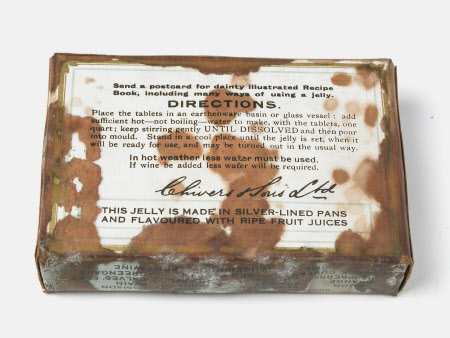 Send a postcard for dainty illustrated Recipe
Book, including many ways of using a jelly.
DIRECTIONS.
Place the tablets in an earthenware basin or glass vessel: add
sufficient hot—not boiling—water to make, with the tablets, one
quart; keep stirring gently UNTIL DISSOLVED and then pour
into mould. Stand in a cool place until the jelly is set, when it
will be ready for use, and may be turned out in the usual way.
In hot weather less water must be used.
If wine be added less water will be required.
Chivers & Sons Ltd
THIS JELLY IS MADE IN SILVER-LINED PANS
AND FLAVOURED WITH RIPE FRUIT JUICES